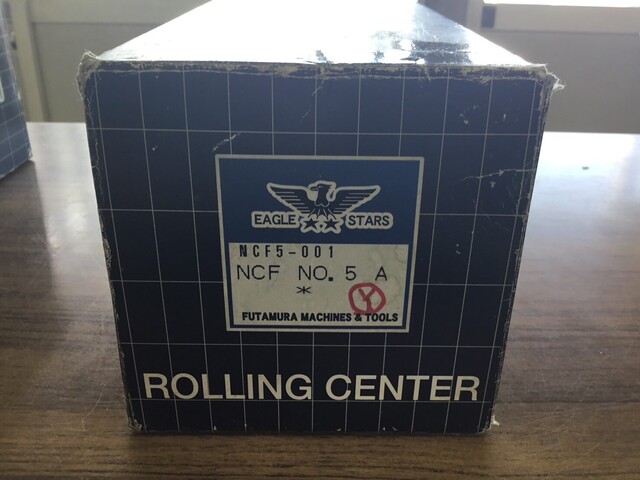 EAGLE STARS
NCF5-001
NCF NO. 5 A
*
Y
FUTAMURA MACHINES & TOOLS
ROLLING CENTER